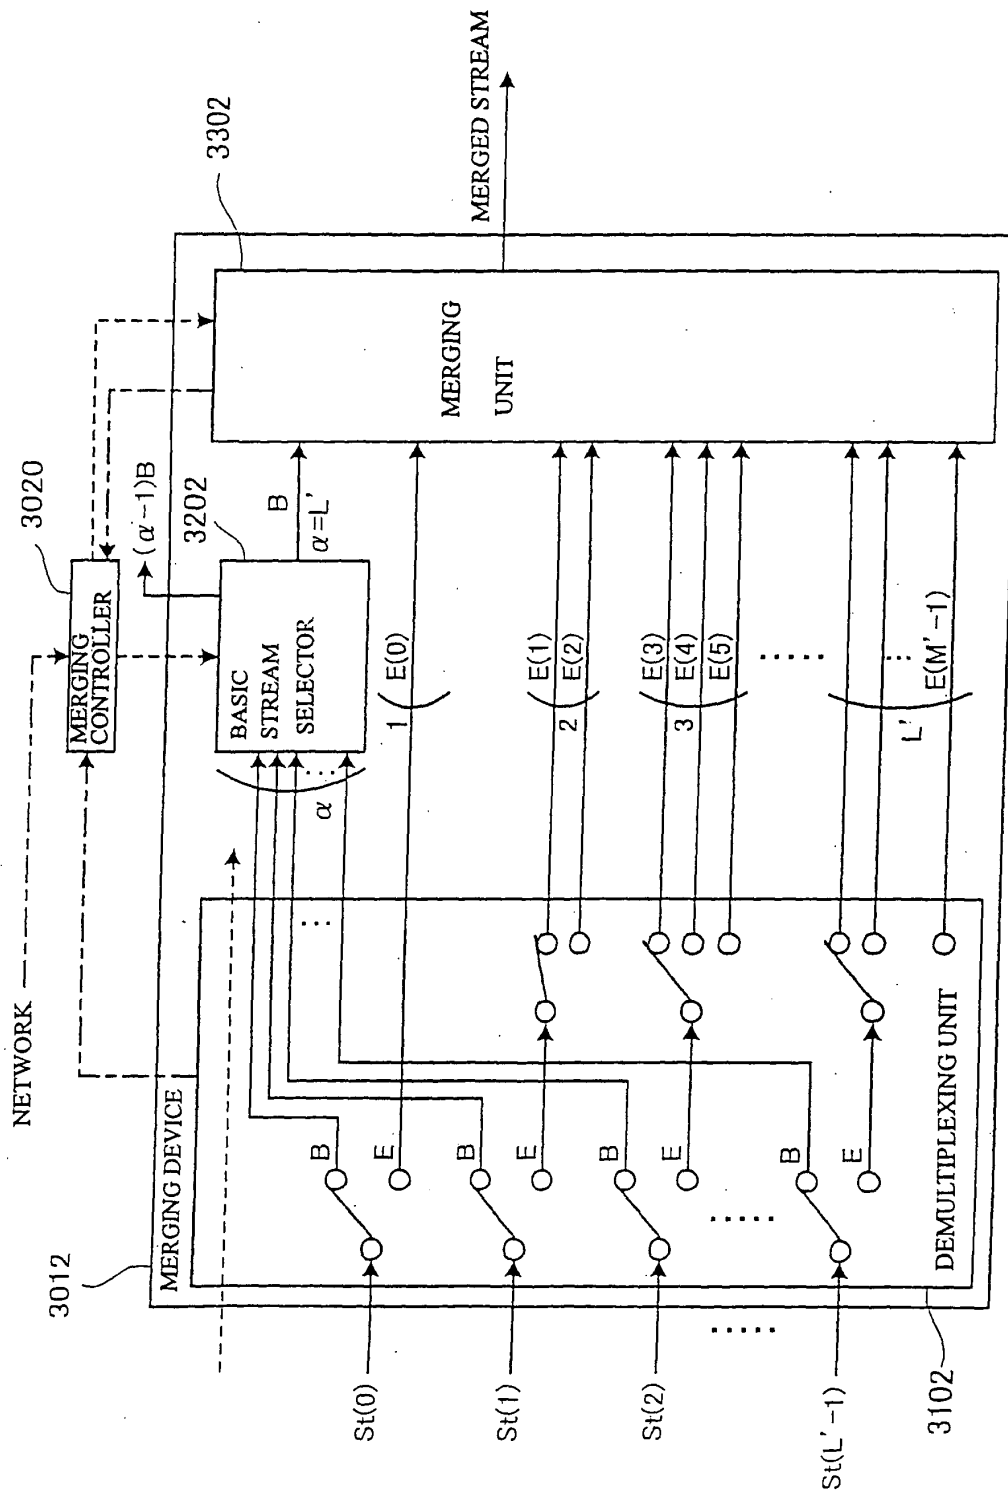 NETWORK
MERGING
CONTROLLER
3020
3012
MERGING DEVICE
(α-1)B
3202
BASIC
STREAM
SELECTOR
α
B
α=L'
3302
MERGING
UNIT
MERGED STREAM
St(0)
St(1)
St(2)
.....
St(L'-1)
B
E
B
E
B
E
.....
B
E
...
...
1
E(0)
2
E(1)
E(2)
3
E(3)
E(4)
E(5)
.....
L'
...
E(M'-1)
DEMULTIPLEXING UNIT
3102